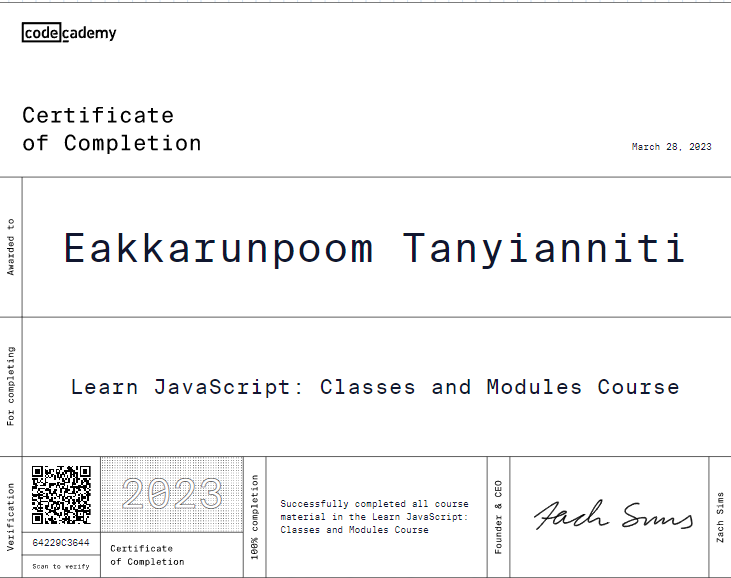 codecademy
Certificate
of Completion
March 28, 2023
Awarded to
Eakkarunpoom Tanyianniti
For completing
Learn JavaScript: Classes and Modules Course
Verification
64229C3644
Scan to verify
2023
Certificate
of Completion
100% completion
Successfully completed all course
material in the Learn JavaScript:
Classes and Modules Course
Founder & CEO
Zach Sims
Zach Sims